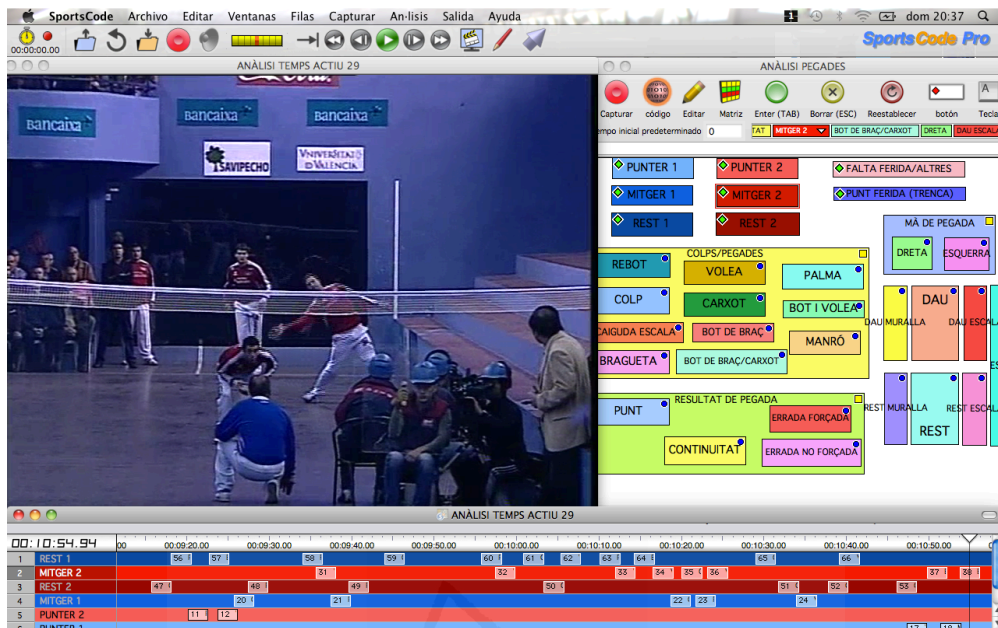 SportsCode Archivo Editar Ventanas Filas Capturar An·lisis Salida Ayuda
1 dom 20:37
00:00:00.00
SportsCode Pro
ANÀLISI TEMPS ACTIU 29
ANÀLISI PEGADES
Capturar código Editar Matriz Enter (TAB) Borrar (ESC) Reestablecer botón Tecla
empo inicial predeterminado 0 TAT MITGER 2 BOT DE BRAÇ/CARXOT DRETA DAU ESCAL
Bancaixa
Bancaixa
Bancaixa
SAVIPECHO
VNIVERSITATS
D VALENCIA
PUNTER 1 PUNTER 2 FALTA FERIDA/ALTRES
MITGER 1 MITGER 2 PUNT FERIDA (TRENCA)
REST 1 REST 2
MÀ DE PEGADA
DRETA ESQUERRA
COLPS/PEGADES
REBOT VOLEA PALMA
COLP CARXOT BOT I VOLEA
CAIGUDA ESCALA BOT DE BRAÇ MANRÓ
BRAGUETA BOT DE BRAÇ/CARXOT
DAU
DAU MURALLA DAU ESCAL
REST MURALLA REST ESCAL
REST
RESULTAT DE PEGADA
PUNT ERRADA FORÇADA
CONTINUITAT ERRADA NO FORÇADA
ANÀLISI TEMPS ACTIU 29
00:10:54.94 00 00:09:20.00 00:09:30.00 00:09:40.00 00:09:50.00 00:10:00.00 00:10:10.00 00:10:20.00 00:10:30.00 00:10:40.00 00:10:50.00
1 REST 1 56 57 58 59 60 61 62 63 64 65 66
2 MITGER 2 31 32 33 34 35 36 37 38
3 REST 2 47 48 49 50 51 52 53
4 MITGER 1 20 21 22 23 24
5 PUNTER 2 11 12
6 PUNTER 1 17 18